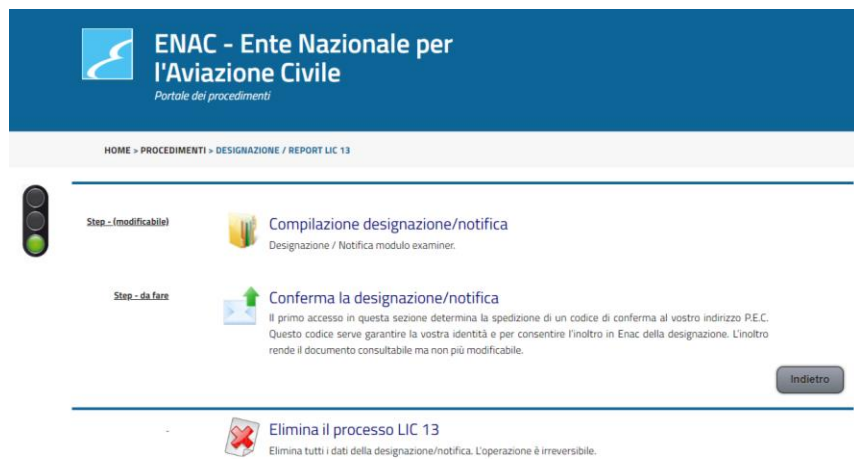 ENAC - Ente Nazionale per
l'Aviazione Civile
Portale dei procedimenti
HOME > PROCEDIMENTI > DESIGNAZIONE / REPORT LIC 13
Step - (modificabile)
Compilazione designazione/notifica
Designazione / Notifica modulo examiner.
Step - da fare
Conferma la designazione/notifica
Il primo accesso in questa sezione determina la spedizione di un codice di conferma al vostro indirizzo P.E.C.
Questo codice serve garantire la vostra identità e per consentire l'inoltro in Enac della designazione. L'inoltro
rende il documento consultabile ma non più modificabile.
Indietro
-
Elimina il processo LIC 13
Elimina tutti i dati della designazione/notifica. L'operazione è irreversibile.